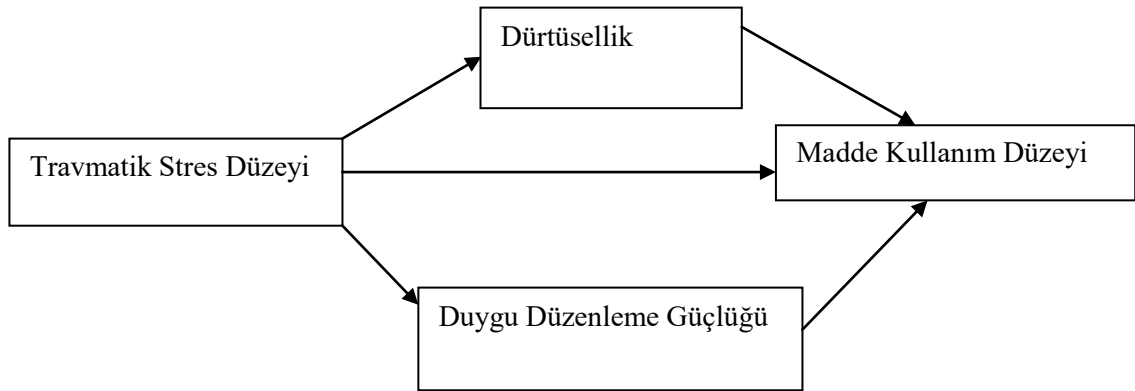 Dürtüsellik
Travmatik Stres Düzeyi
Madde Kullanım Düzeyi
Duygu Düzenleme Güçlüğü